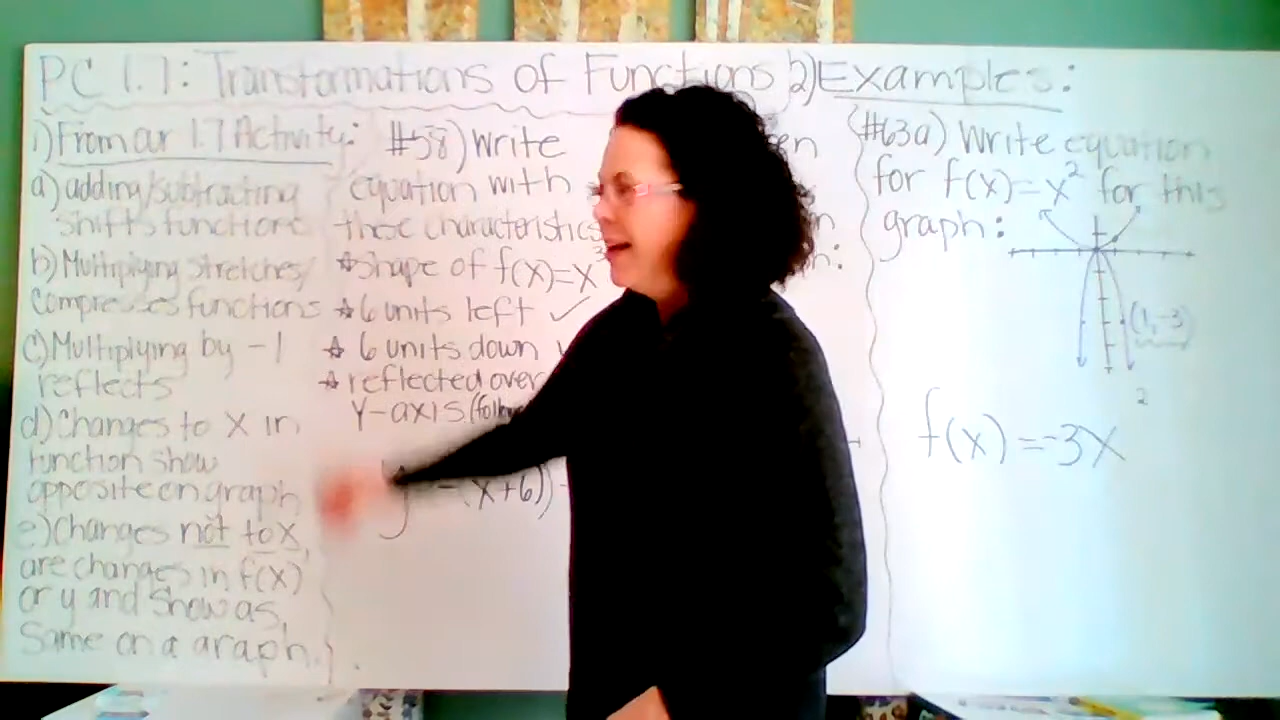 PC 1.7: Transformations of Functions 2) Examples:
1) From our 1.7 Activity:
a) adding/subtracting
shifts functions
b) Multiplying stretches/
compresses functions
c) Multiplying by -1
reflects
d) Changes to x in
function show
opposite on graph
e) Changes not to x,
are changes in f(x)
or y and show as
same on a graph.
#58) Write
equation with
these characteristics
☆ shape of f(x)=x
☆ 6 units left ✓
☆ 6 units down
☆ reflected over
y-axis
(x+6))
(#63a) Write equation
for f(x)=x² for this
graph:
(1,-3)
2
f(x)=-3x